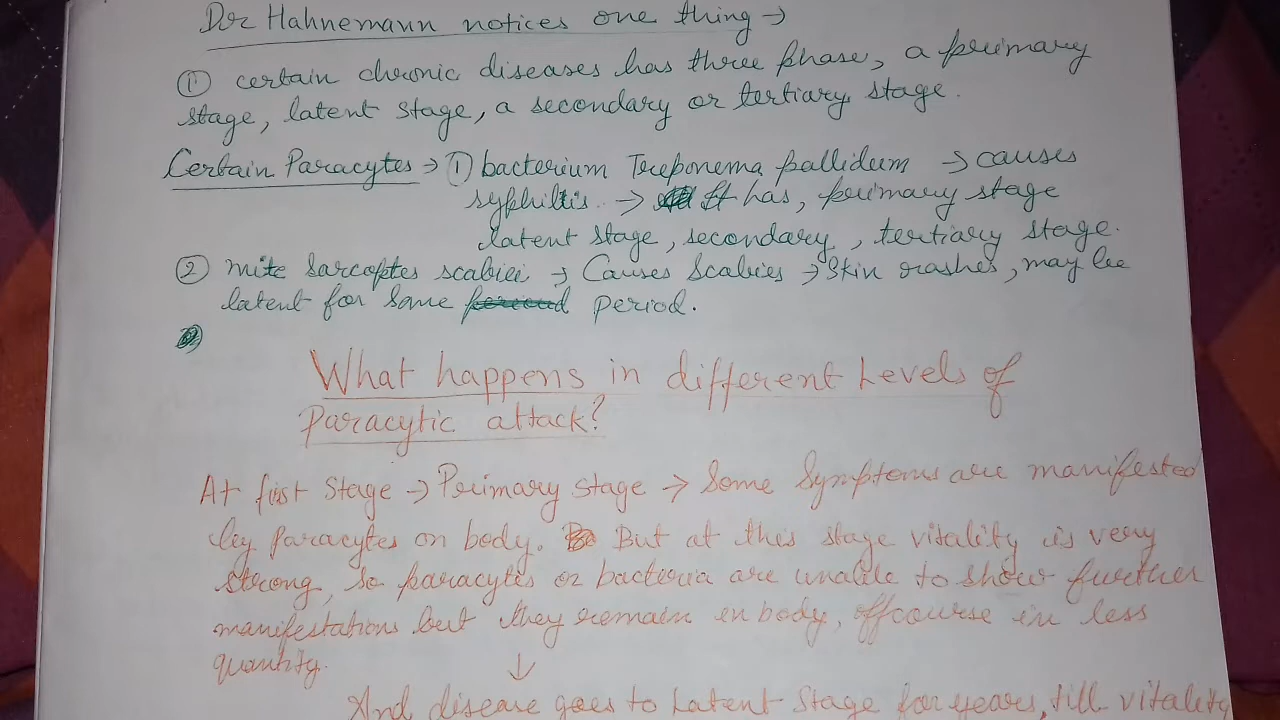 Dr Hahnemann notices one thing →
① certain chronic diseases has three phase, a primary
stage, latent stage, a secondary or tertiary stage.
Certain Paracytes → ① bacterium Treponema pallidum → causes
syphiltis → It has, primary stage
latent stage, secondary, tertiary stage.
② mite Sarcoptes scabiei → Causes Scabies → Skin rashes, may be
latent for some period.
What happens in different Levels of
Paracytic attack?
At first Stage → Primary stage → Some Symptoms are manifested
by paracytes on body. But at this stage vitality is very
strong, so paracytes or bacteria are unable to show further
manifestations but they remain in body, offcourse in less
quantity.
↓
And disease goes to Latent Stage for years, till vitality